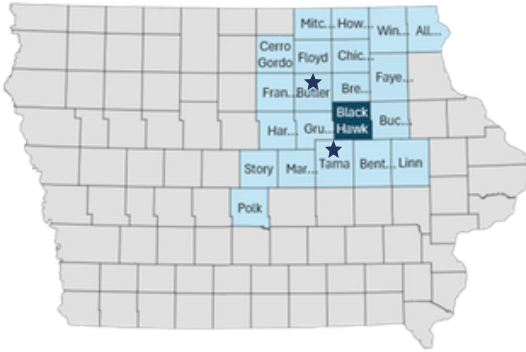 Mitc... How...
Win... All...
Cerro
Gordo
Floyd Chic...
Faye...
Fran... Butler Bre...
Black
Hawk
Buc...
Har... Gru...
Story Mar... Tama Bent... Linn
Polk